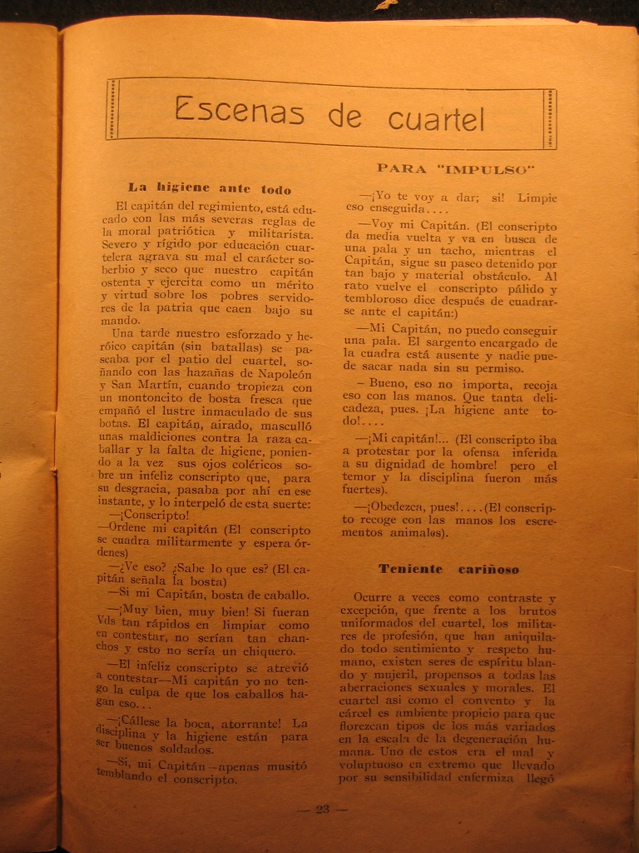 Escenas de cuartel
La higiene ante todo
El capitán del regimiento, está edu-
cado con las más severas reglas de
la moral patriótica y militarista.
Severo y rígido por educación cuar-
telera agrava su mal el carácter so-
berbio y seco que nuestro capitán
ostenta y ejercita como un mérito
y virtud sobre los pobres servido-
res de la patria que caen bajo su
mando.
Una tarde nuestro esforzado y he-
róico capitán (sin batallas) se pa-
seaba por el patio del cuartel, so-
ñando con las hazañas de Napoleón
y San Martín, cuando tropieza con
un montoncito de bosta fresca que
empañó el lustre inmaculado de sus
botas. El capitán, airado, masculló
unas maldiciones contra la raza ca-
ballar y la falta de higiene, ponien-
do a la vez sus ojos coléricos so-
bre un infeliz conscripto que, para
su desgracia, pasaba por ahí en ese
instante, y lo interpeló de esta suerte:
—¡Conscripto!
—Ordene mi capitán (El conscripto
se cuadra militarmente y espera ór-
denes)
—¿Ve eso? ¿Sabe lo que es? (El ca-
pitán señala la bosta)
—Si mi Capitán, bosta de caballo.
—¡Muy bien, muy bien! Si fueran
Vds tan rápidos en limpiar como
en contestar, no serían tan chan-
chos y esto no sería un chiquero.
—El infeliz conscripto se atrevió
a contestar—Mi capitán yo no ten-
go la culpa de que los caballos ha-
gan eso...
—¡Cállese la boca, atorrante! La
disciplina y la higiene están para
ser buenos soldados.
—Si, mi Capitán —apenas musitó
temblando el conscripto.
PARA "IMPULSO"
—¡Yo te voy a dar; si! Limpie
eso enseguida....
—Voy mi Capitán. (El conscripto
da media vuelta y va en busca de
una pala y un tacho, mientras el
Capitán, sigue su paseo detenido por
tan bajo y material obstáculo. Al
rato vuelve el conscripto pálido y
tembloroso dice después de cuadrar-
se ante el capitán:)
—Mi Capitán, no puedo conseguir
una pala. El sargento encargado de
la cuadra está ausente y nadie pue-
de sacar nada sin su permiso.
– Bueno, eso no importa, recoja
eso con las manos. Que tanta deli-
cadeza, pues. ¡La higiene ante to-
do!....
—¡Mi capitán!... (El conscripto iba
a protestar por la ofensa inferida
a su dignidad de hombre! pero el
temor y la disciplina fueron más
fuertes).
—¡Obedezca, pues!....(El conscrip-
to recoge con las manos los escre-
mentos animales).
Teniente cariñoso
Ocurre a veces como contraste y
excepción, que frente a los brutos
uniformados del cuartel, los milita-
res de profesión, que han aniquila-
do todo sentimiento y respeto hu-
mano, existen seres de espíritu blan-
do y mujeril, propensos a todas las
aberraciones sexuales y morales. El
cuartel así como el convento y la
cárcel es ambiente propicio para que
florezcan tipos de los más variados
en la escala de la degeneración hu-
mana. Uno de estos era el mal y
voluptuoso en extremo que llevado
por su sensibilidad enfermiza llegó
— 23 —